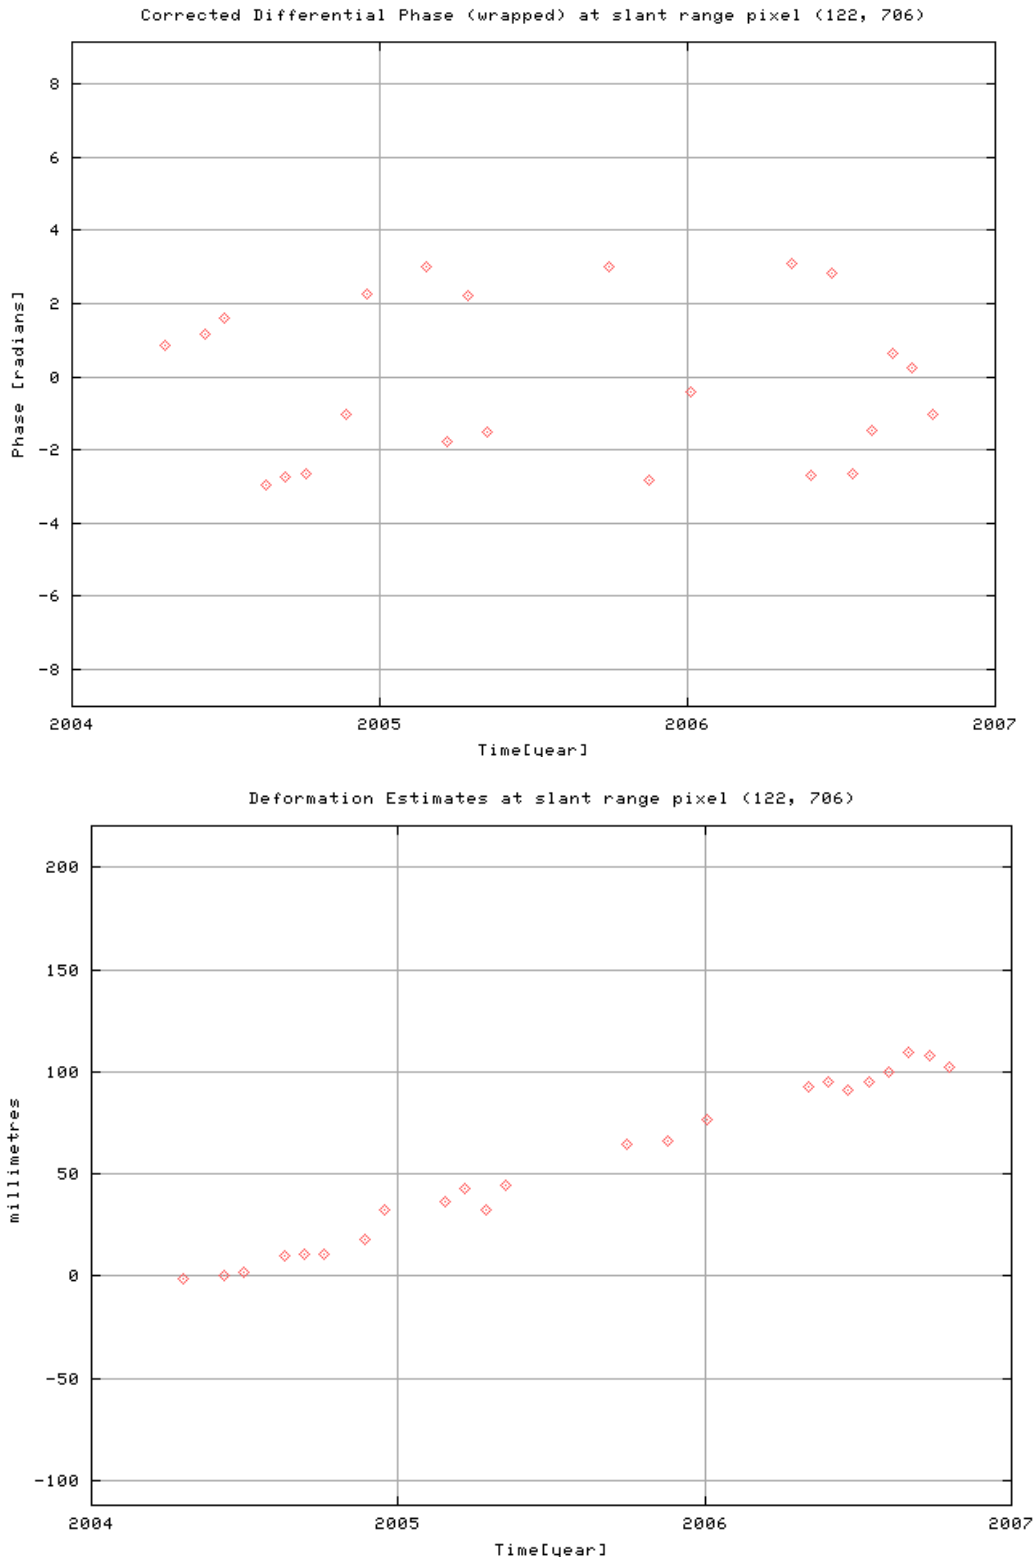 Corrected Differential Phase (wrapped) at slant range pixel (122, 706)
8
6
4
2
0
-2
-4
-6
-8
Phase [radians]
2004 2005 2006 2007
Time[year]
Deformation Estimates at slant range pixel (122, 706)
200
150
100
50
0
-50
-100
millimetres
2004 2005 2006 2007
Time[year]